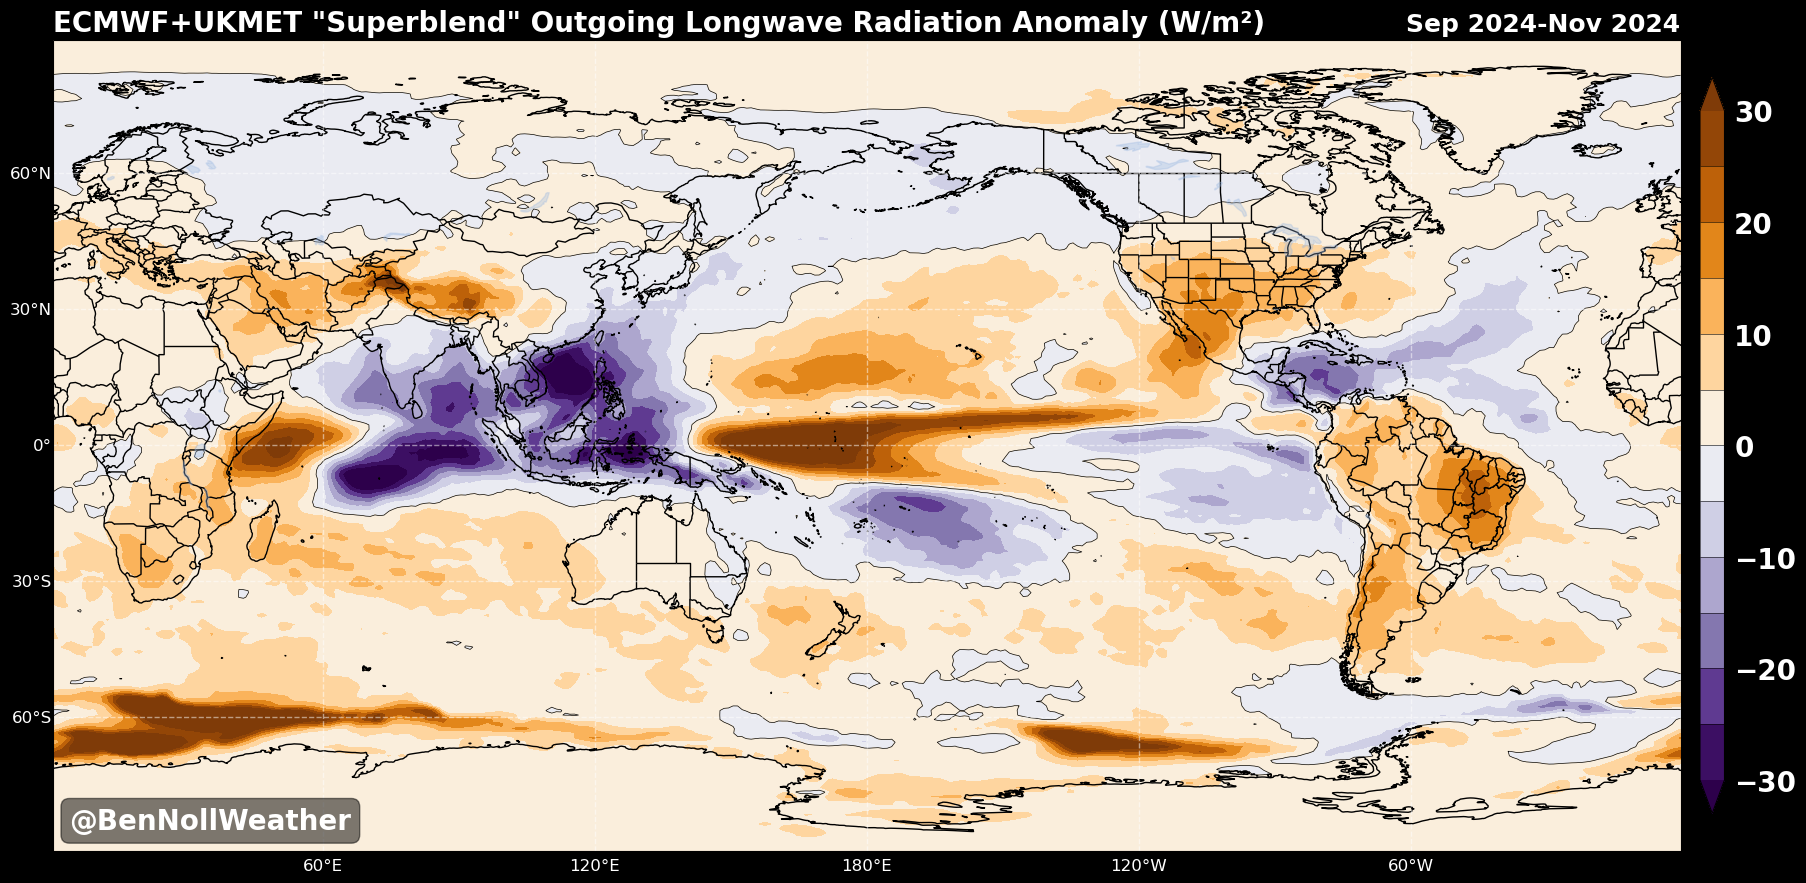 ECMWF+UKMET "Superblend" Outgoing Longwave Radiation Anomaly (W/m²) Sep 2024-Nov 2024
30
60°N
20
30°N
10
0° 0
−10
30°S
−20
60°S
−30
@BenNollWeather
60°E 120°E 180°E 120°W 60°W